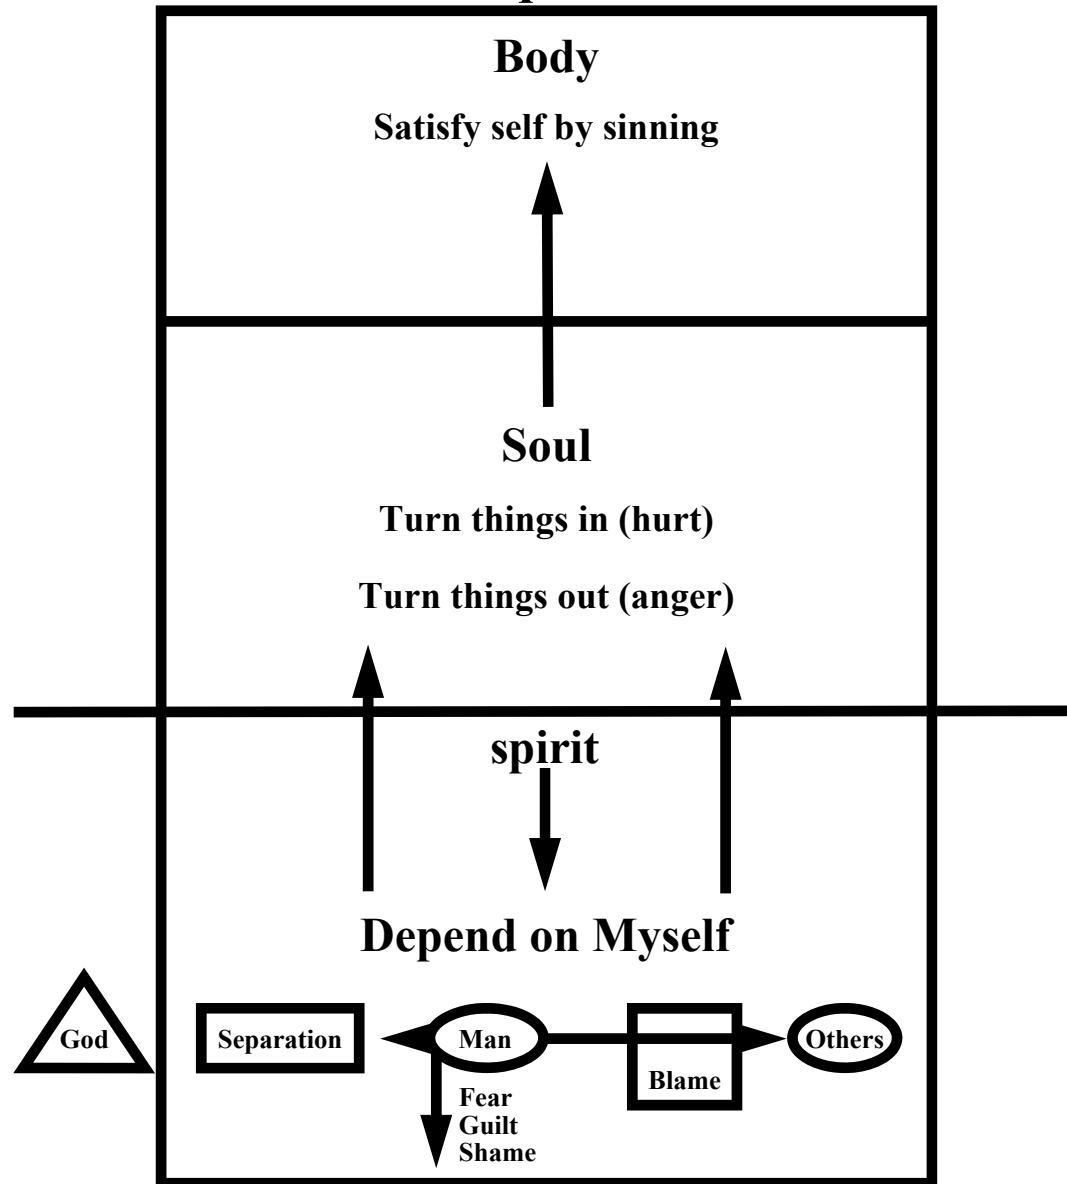 Body
Satisfy self by sinning
Soul
Turn things in (hurt)
Turn things out (anger)
spirit
Depend on Myself
God
Separation
Man
Others
Blame
Fear
Guilt
Shame